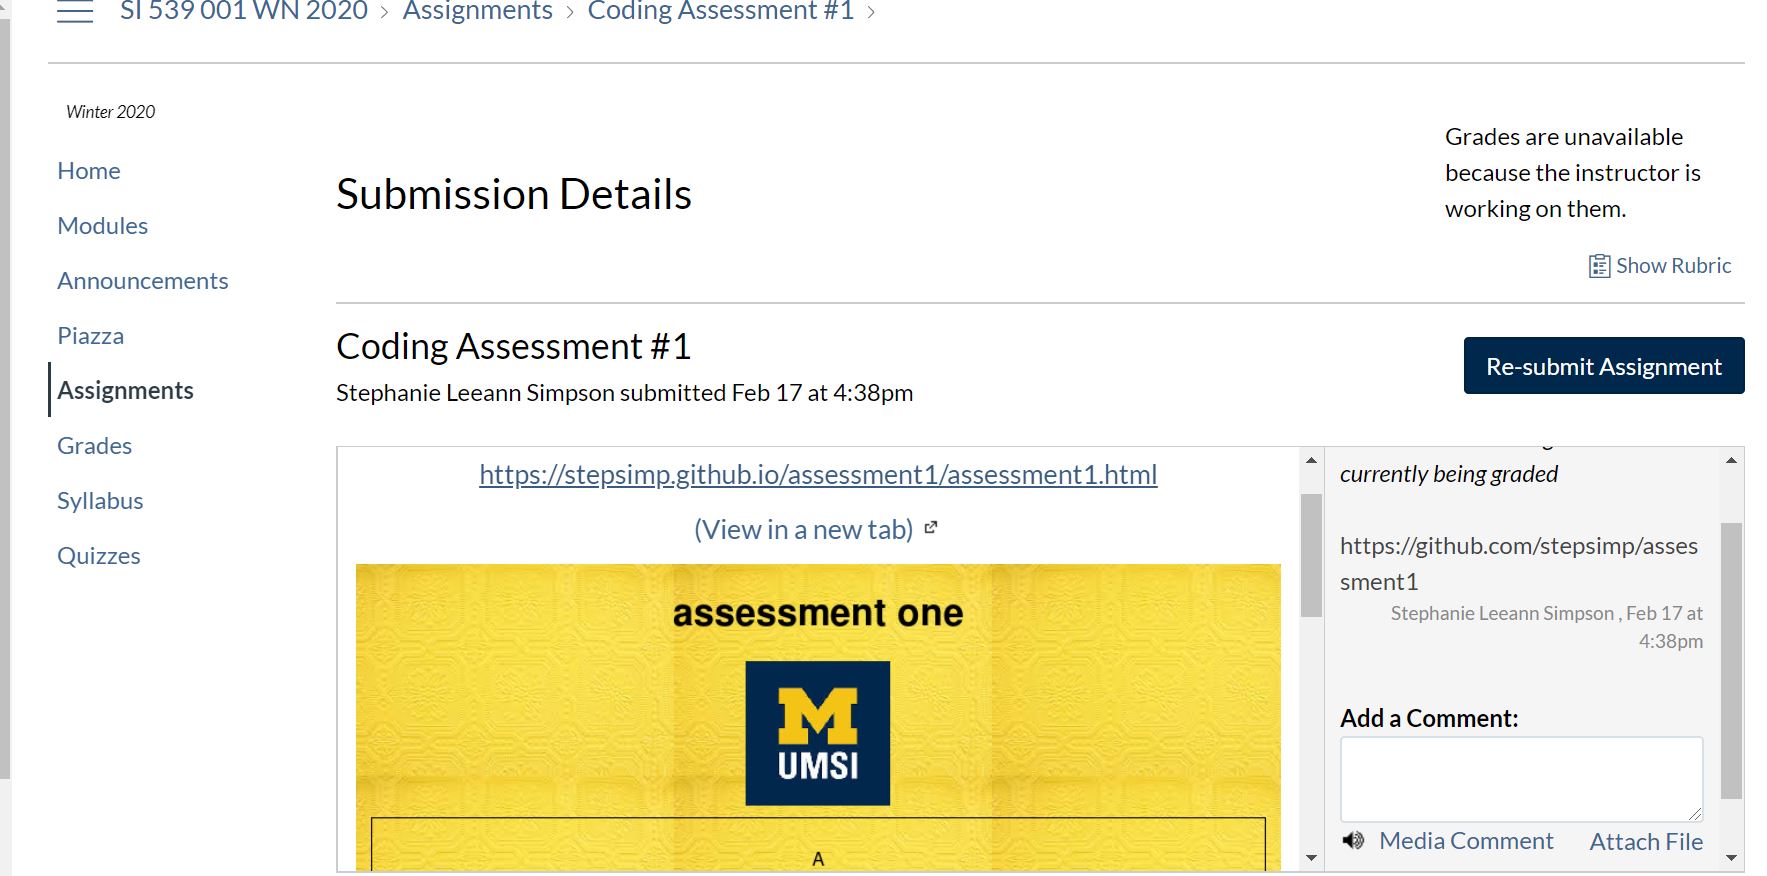 SI 539 001 WN 2020 > Assignments > Coding Assessment #1 >
Winter 2020
Home
Modules
Announcements
Piazza
Assignments
Grades
Syllabus
Quizzes
Submission Details
Grades are unavailable
because the instructor is
working on them.
Show Rubric
Coding Assessment #1
Stephanie Leeann Simpson submitted Feb 17 at 4:38pm
Re-submit Assignment
https://stepsimp.github.io/assessment1/assessment1.html
(View in a new tab)
assessment one
M
UMSI
A
currently being graded
https://github.com/stepsimp/asses
sment1
Stephanie Leeann Simpson , Feb 17 at
4:38pm
Add a Comment:
Media Comment
Attach File